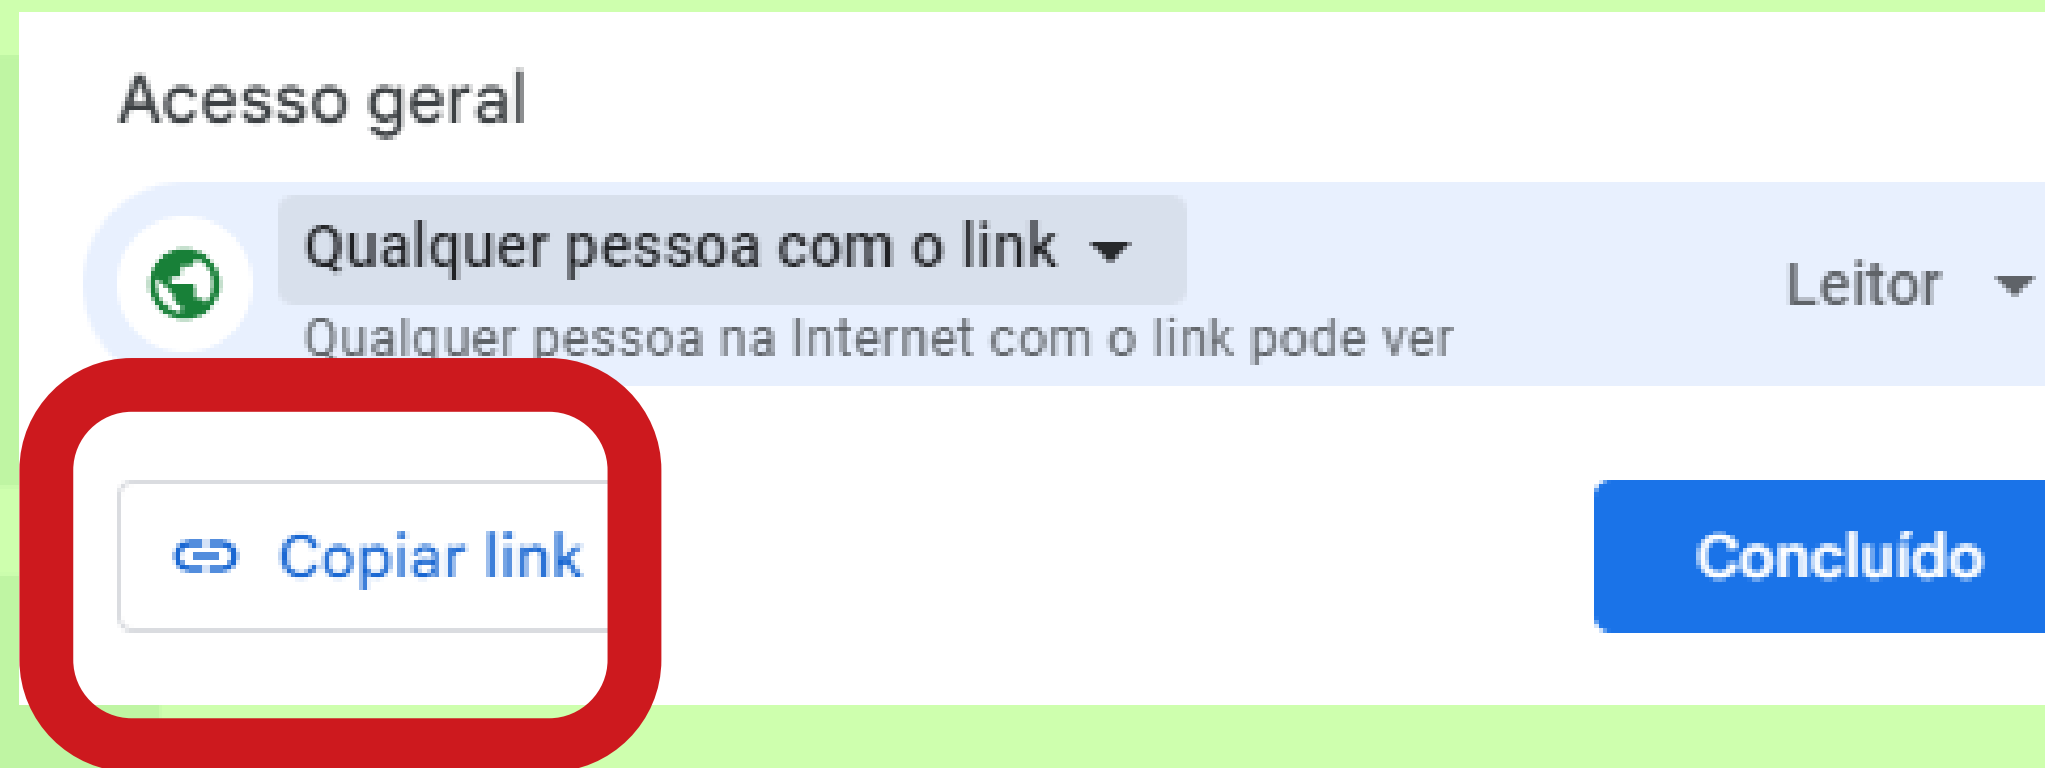 Acesso geral
Qualquer pessoa com o link
Leitor
Qualquer pessoa na Internet com o link pode ver
Copiar link
Concluído